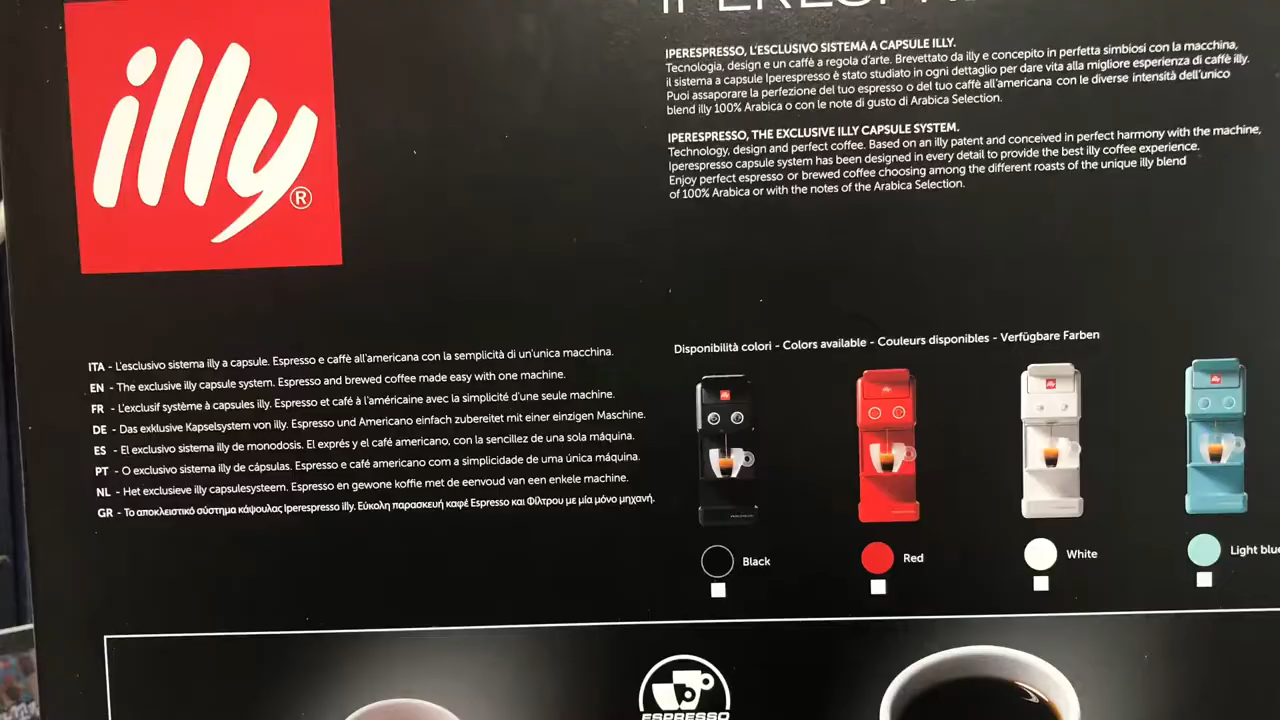 illy®
IPERESPRESSO, L'ESCLUSIVO SISTEMA A CAPSULE ILLY.
Tecnologia, design e un caffè a regola d'arte. Brevettato da illy e concepito in perfetta simbiosi con la macchina,
il sistema a capsule Iperespresso è stato studiato in ogni dettaglio per dare vita alla migliore esperienza di caffè illy.
Puoi assaporare la perfezione del tuo espresso o del tuo caffè all'americana con le diverse intensità dell'unico
blend illy 100% Arabica o con le note di gusto di Arabica Selection.
IPERESPRESSO, THE EXCLUSIVE ILLY CAPSULE SYSTEM.
Technology, design and perfect coffee. Based on an illy patent and conceived in perfect harmony with the machine,
Iperespresso capsule system has been designed in every detail to provide the best illy coffee experience.
Enjoy perfect espresso or brewed coffee choosing among the different roasts of the unique illy blend
of 100% Arabica or with the notes of the Arabica Selection.
ITA - L'esclusivo sistema illy a capsule. Espresso e caffè all'americana con la semplicità di un'unica macchina.
EN - The exclusive illy capsule system. Espresso and brewed coffee made easy with one machine.
FR - L'exclusif système à capsules illy. Espresso et café à l'américaine avec la simplicité d'une seule machine.
DE - Das exklusive Kapselsystem von illy. Espresso und Americano einfach zubereitet mit einer einzigen Maschine.
ES - El exclusivo sistema illy de monodosis. El exprés y el café americano, con la sencillez de una sola máquina.
PT - O exclusivo sistema illy de cápsulas. Espresso e café americano com a simplicidade de uma única máquina.
NL - Het exclusieve illy capsulesysteem. Espresso en gewone koffie met de eenvoud van een enkele machine.
GR - Το αποκλειστικό σύστημα κάψουλας Iperespresso illy. Εύκολη παρασκευή καφέ Espresso και Φίλτρου με μία μόνο μηχανή.
Disponibilità colori - Colors available - Couleurs disponibles - Verfügbare Farben
Black
Red
White
Light blue
ESPRESSO